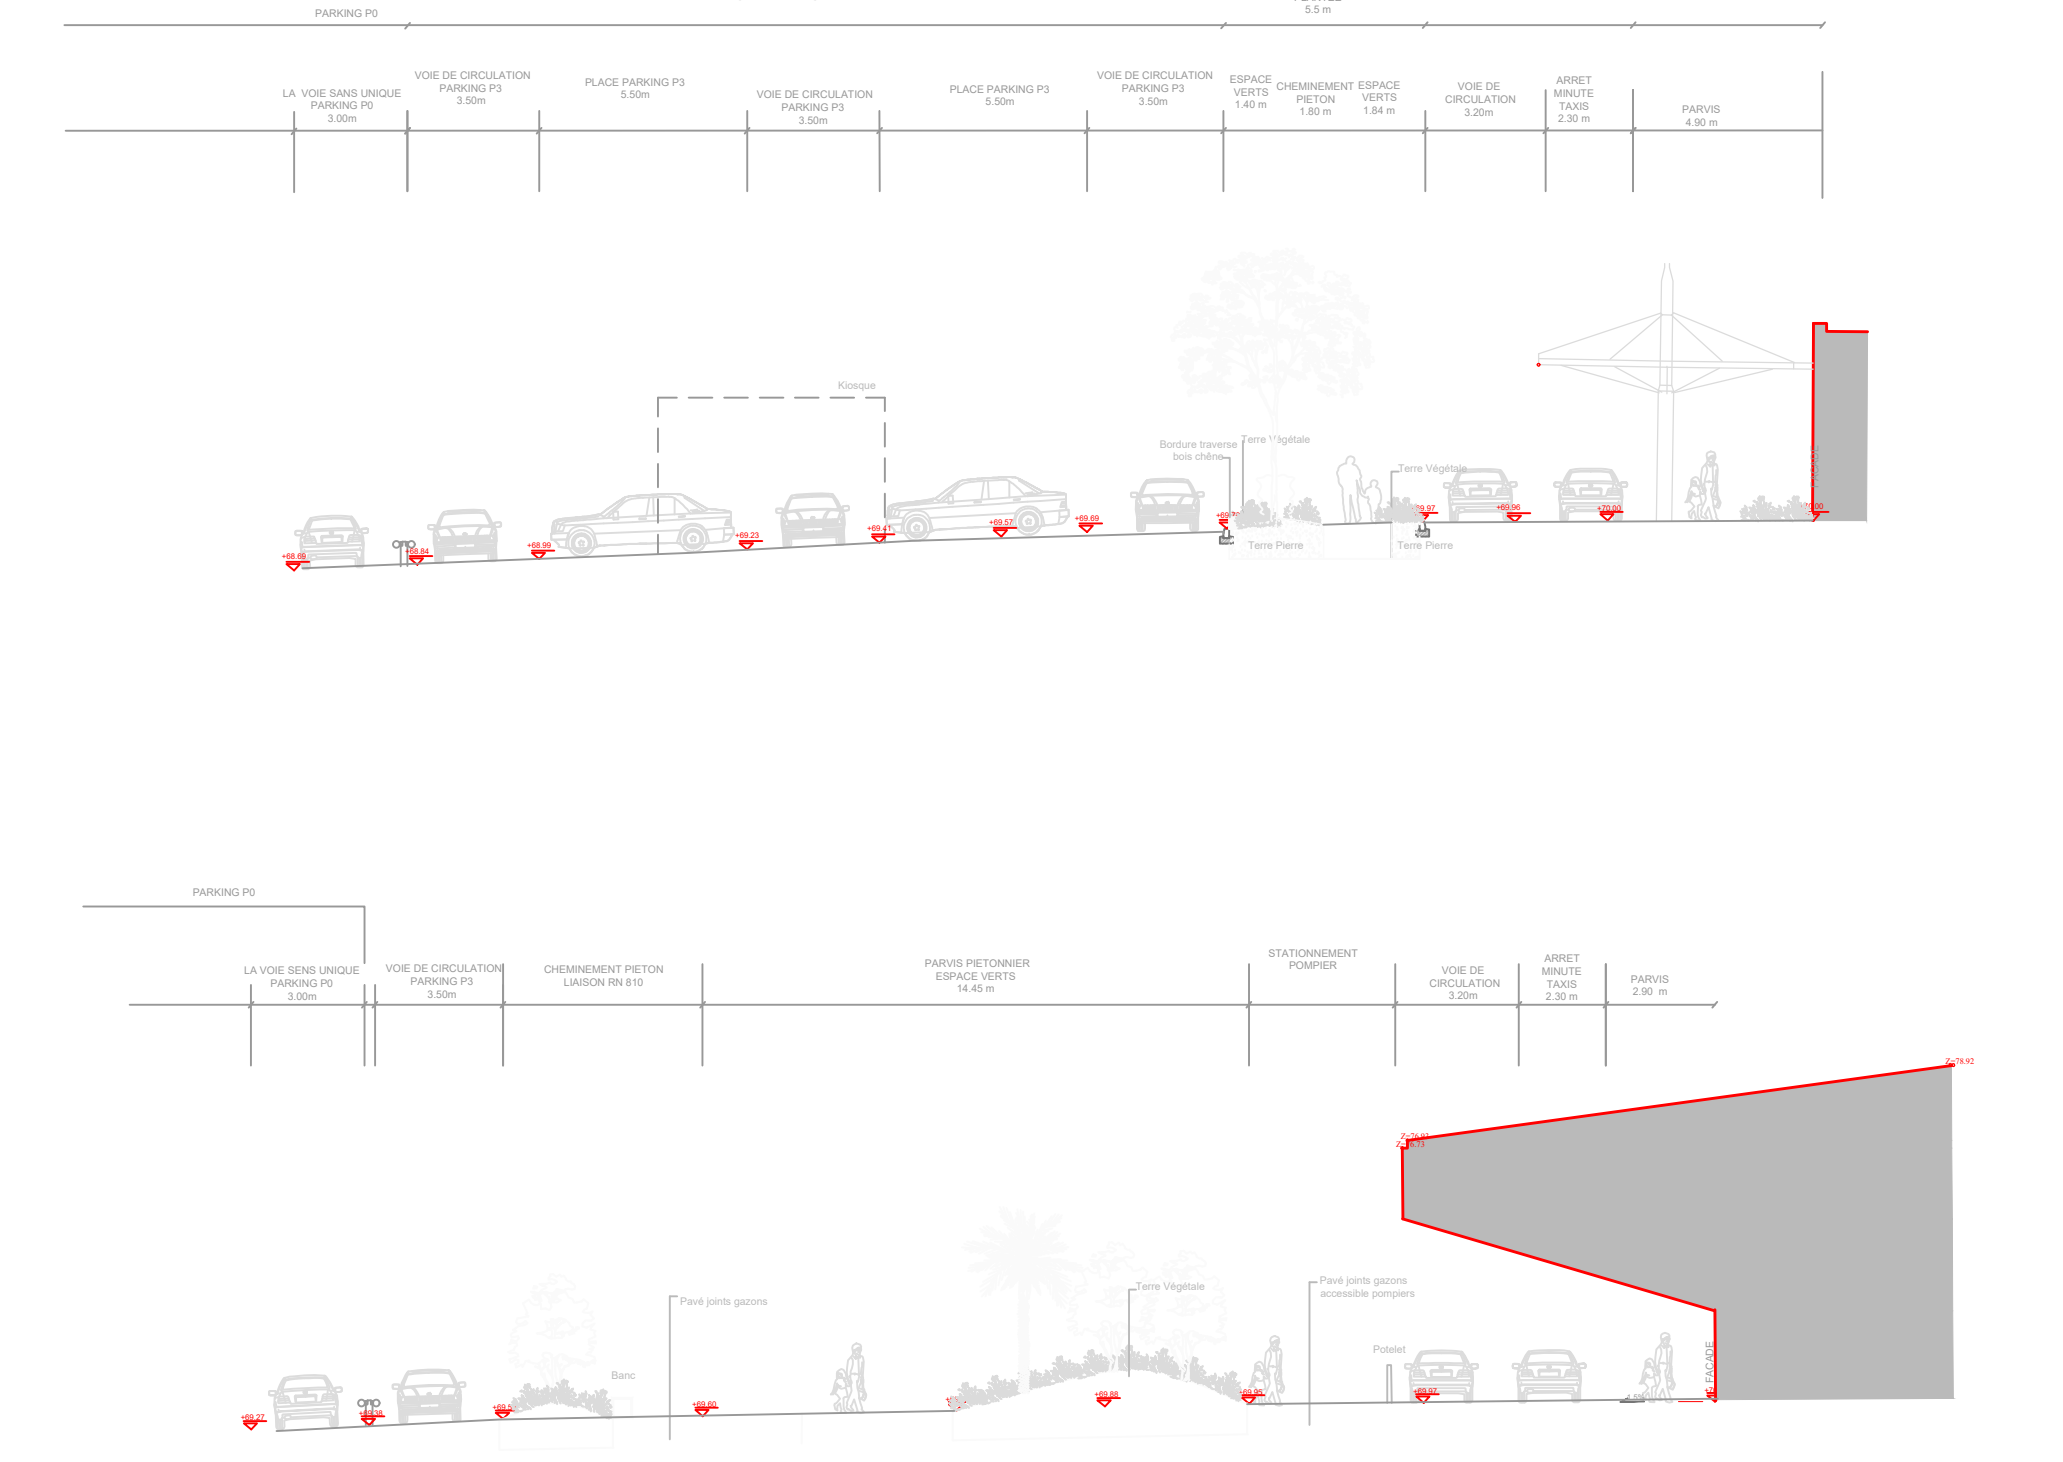 PARKING P0
5.5 m
LA VOIE SANS UNIQUE
PARKING P0
3.00m
VOIE DE CIRCULATION
PARKING P3
3.50m
PLACE PARKING P3
5.50m
VOIE DE CIRCULATION
PARKING P3
3.50m
PLACE PARKING P3
5.50m
VOIE DE CIRCULATION
PARKING P3
3.50m
ESPACE
VERTS
1.40 m
CHEMINEMENT
PIETON
1.80 m
ESPACE
VERTS
1.84 m
VOIE DE
CIRCULATION
3.20m
ARRET
MINUTE
TAXIS
2.30 m
PARVIS
4.90 m
Kiosque
Bordure traverse
bois chêne
Terre Végétale
Terre Végétale
+68.69
+68.84
+68.99
+69.23
+69.41
+69.57
+69.69
+69.96
+70.00
Terre Pierre
Terre Pierre
PARKING P0
LA VOIE SENS UNIQUE
PARKING P0
3.00m
VOIE DE CIRCULATION
PARKING P3
3.50m
CHEMINEMENT PIETON
LIAISON RN 810
PARVIS PIETONNIER
ESPACE VERTS
14.45 m
STATIONNEMENT
POMPIER
VOIE DE
CIRCULATION
3.20m
ARRET
MINUTE
TAXIS
2.30 m
PARVIS
2.90 m
Z=78.92
Pavé joints gazons
Terre Végétale
Pavé joints gazons
accessible pompiers
Banc
Potelet
FACADE
+69.27
+69.60
+69.88
+69.95
+69.97